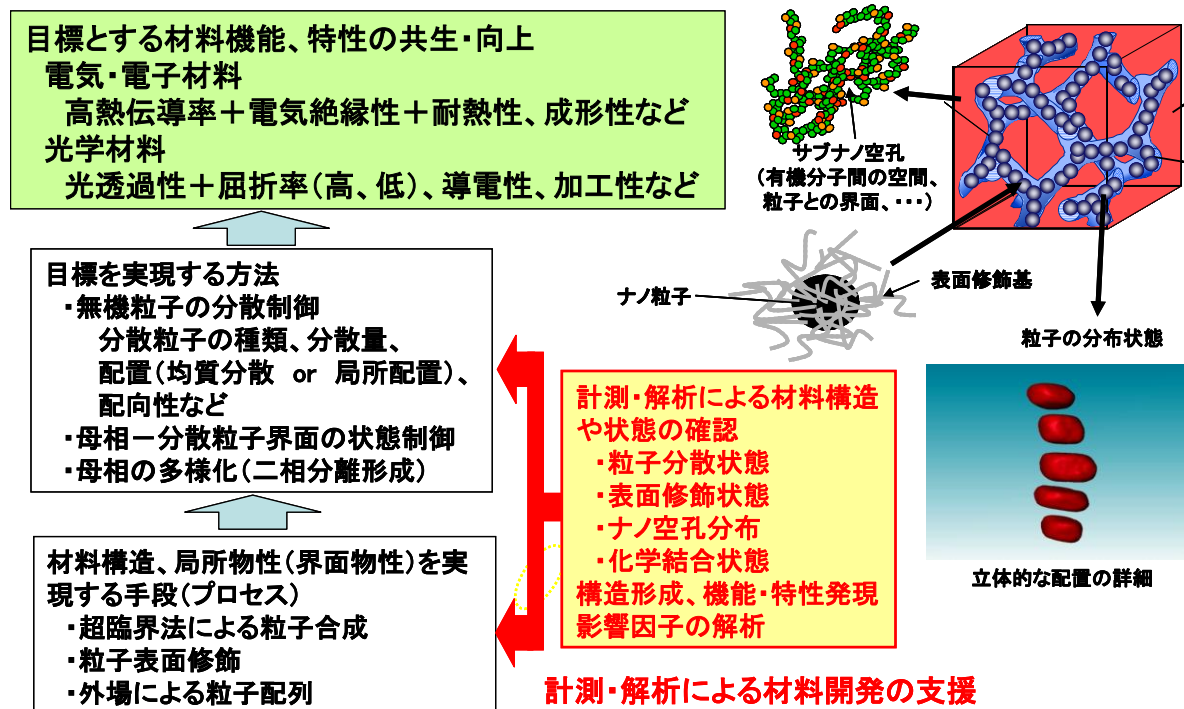 目標とする材料機能、特性の共生・向上
電気・電子材料
高熱伝導率＋電気絶縁性＋耐熱性、成形性など
光学材料
光透過性＋屈折率（高、低）、導電性、加工性など
目標を実現する方法
・無機粒子の分散制御
分散粒子の種類、分散量、
配置（均質分散 or 局所配置）、
配向性など
・母相－分散粒子界面の状態制御
・母相の多様化（二相分離形成）
材料構造、局所物性（界面物性）を実
現する手段（プロセス）
・超臨界法による粒子合成
・粒子表面修飾
・外場による粒子配列
計測・解析による材料構造
や状態の確認
・粒子分散状態
・表面修飾状態
・ナノ空孔分布
・化学結合状態
構造形成、機能・特性発現
影響因子の解析
計測・解析による材料開発の支援
サブナノ空孔
（有機分子間の空間、
粒子との界面、・・・）
ナノ粒子
表面修飾基
粒子の分布状態
立体的な配置の詳細